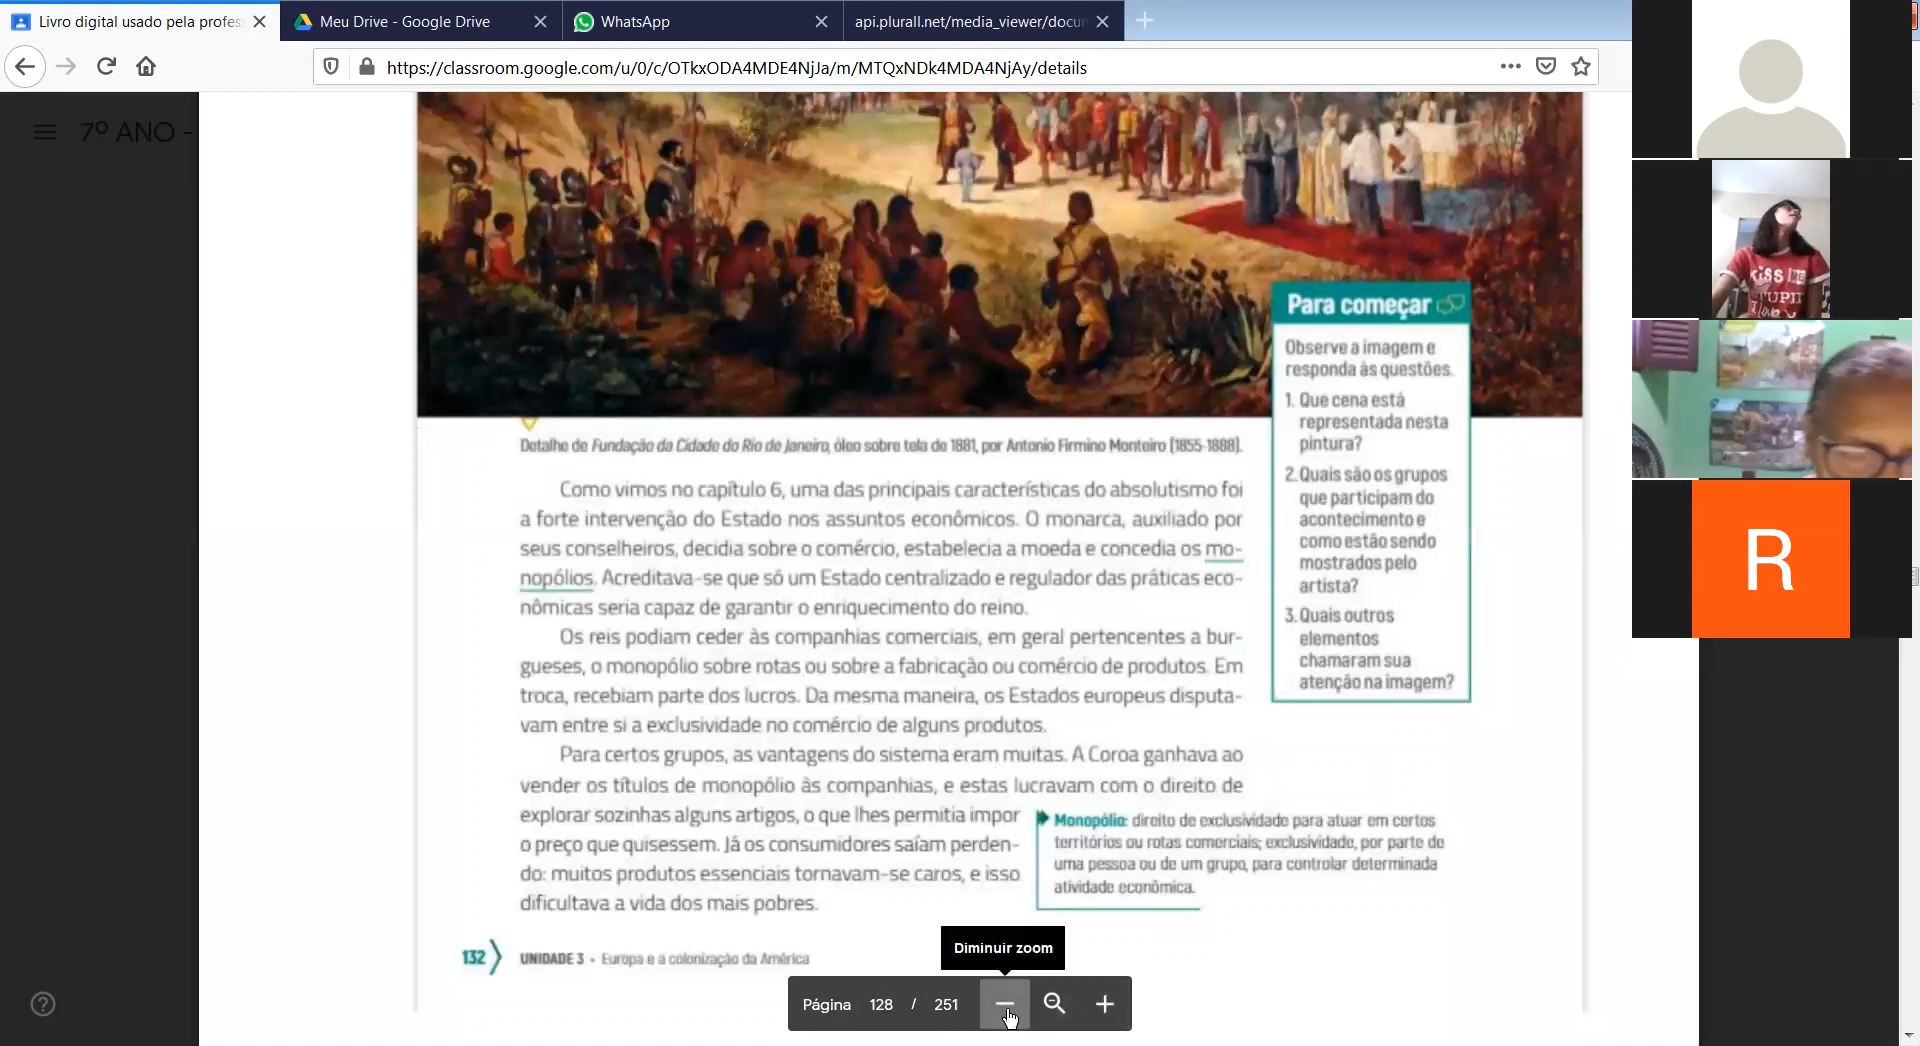 Livro digital usado pela profes
Meu Drive - Google Drive
WhatsApp
api.plurall.net/media_viewer/docu
https://classroom.google.com/u/0/c/OTkxODA4MDE4NjJa/m/MTQxNDk4MDA4NjAy/details
7º ANO -
Para começar
Observe a imagem e
responda às questões.
1. Que cena está
representada nesta
pintura?
2. Quais são os grupos
que participam do
acontecimento e
como estão sendo
mostrados pelo
artista?
3. Quais outros
elementos
chamaram sua
atenção na imagem?
Detalhe de Fundação da Cidade do Rio de Janeiro, óleo sobre tela de 1881, por Antonio Firmino Monteiro (1855-1888).
Como vimos no capítulo 6, uma das principais características do absolutismo foi
a forte intervenção do Estado nos assuntos econômicos. O monarca, auxiliado por
seus conselheiros, decidia sobre o comércio, estabelecia a moeda e concedia os mo-
nopólios. Acreditava-se que só um Estado centralizado e regulador das práticas eco-
nômicas seria capaz de garantir o enriquecimento do reino.
Os reis podiam ceder às companhias comerciais, em geral pertencentes a bur-
gueses, o monopólio sobre rotas ou sobre a fabricação ou comércio de produtos. Em
troca, recebiam parte dos lucros. Da mesma maneira, os Estados europeus disputa-
vam entre si a exclusividade no comércio de alguns produtos.
Para certos grupos, as vantagens do sistema eram muitas. A Coroa ganhava ao
vender os títulos de monopólio às companhias, e estas lucravam com o direito de
explorar sozinhas alguns artigos, o que lhes permitia impor
o preço que quisessem. Já os consumidores saíam perden-
do: muitos produtos essenciais tornavam-se caros, e isso
dificultava a vida dos mais pobres.
Monopólio: direito de exclusividade para atuar em certos
territórios ou rotas comerciais; exclusividade, por parte de
uma pessoa ou de um grupo, para controlar determinada
atividade econômica.
132
UNIDADE 3 • Europa e a colonização da América
Diminuir zoom
Página 128 / 251
KISS ME
STUPID
I love
R